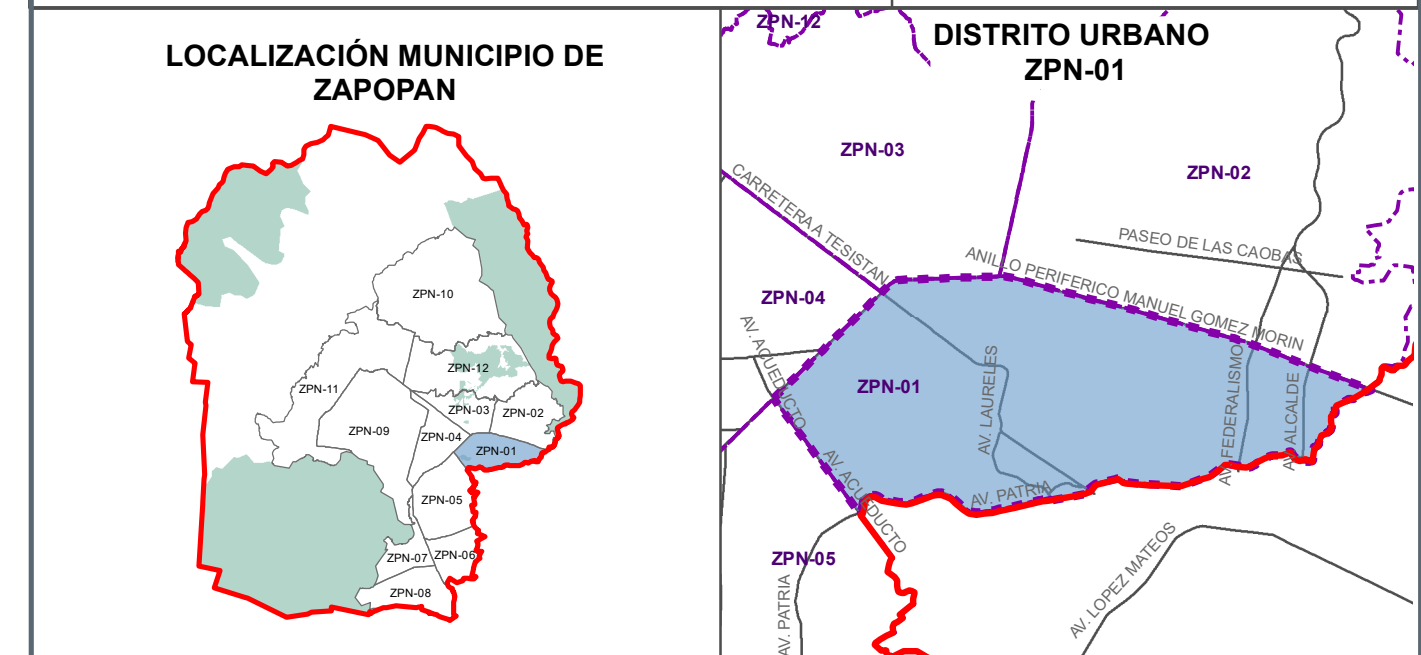 LOCALIZACIÓN MUNICIPIO DE
ZAPOPAN
ZPN-10
ZPN-12
ZPN-11
ZPN-03
ZPN-02
ZPN-09
ZPN-04
ZPN-01
ZPN-05
ZPN-07
ZPN-06
ZPN-08
ZPN-12
DISTRITO URBANO
ZPN-01
ZPN-03
ZPN-02
CARRETERA A TESISTAN
PASEO DE LAS CAOBAS
ANILLO PERIFERICO MANUEL GOMEZ MORIN
ZPN-04
AV. ACUEDUCTO
ZPN-01
AV. LAURELES
AV. FEDERALISMO
AV. ALCALDE
AV. ACUEDUCTO
AV. PATRIA
ZPN-05
AV. PATRIA
AV. LOPEZ MATEOS